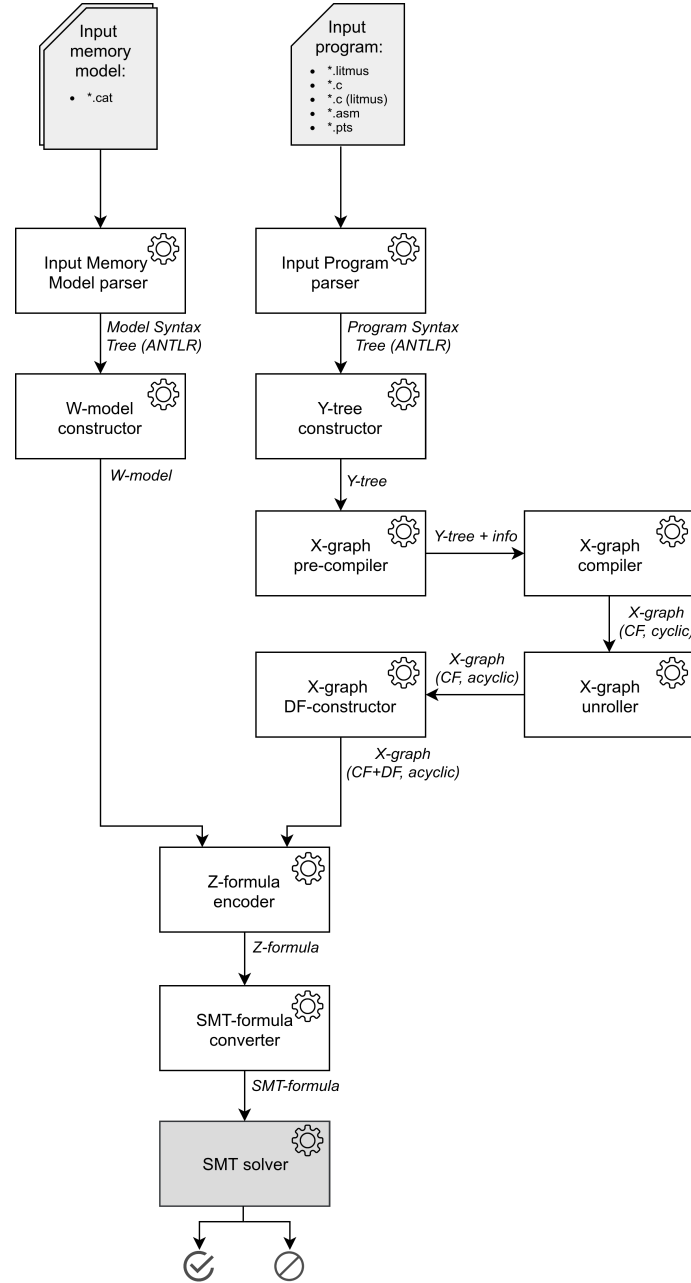 Input
memory
model:
• *.cat
Input
program:
• *.litmus
• *.c
• *.c (litmus)
• *.asm
• *.pts
Input Memory
Model parser
Input Program
parser
Model Syntax
Tree (ANTLR)
Program Syntax
Tree (ANTLR)
W-model
constructor
Y-tree
constructor
W-model
Y-tree
X-graph
pre-compiler
Y-tree + info
X-graph
compiler
X-graph
(CF, cyclic)
X-graph
unroller
X-graph
(CF, acyclic)
X-graph
DF-constructor
X-graph
(CF+DF, acyclic)
Z-formula
encoder
Z-formula
SMT-formula
converter
SMT-formula
SMT solver